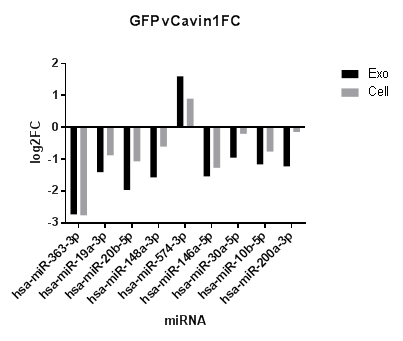 GFPvCavin1FC
log2FC
2
1
0
-1
-2
-3
Exo
Cell
hsa-miR-363-3p
hsa-miR-19a-3p
hsa-miR-20b-5p
hsa-miR-148a-3p
hsa-miR-574-3p
hsa-miR-146a-5p
hsa-miR-30a-5p
hsa-miR-10b-5p
hsa-miR-200a-3p
miRNA